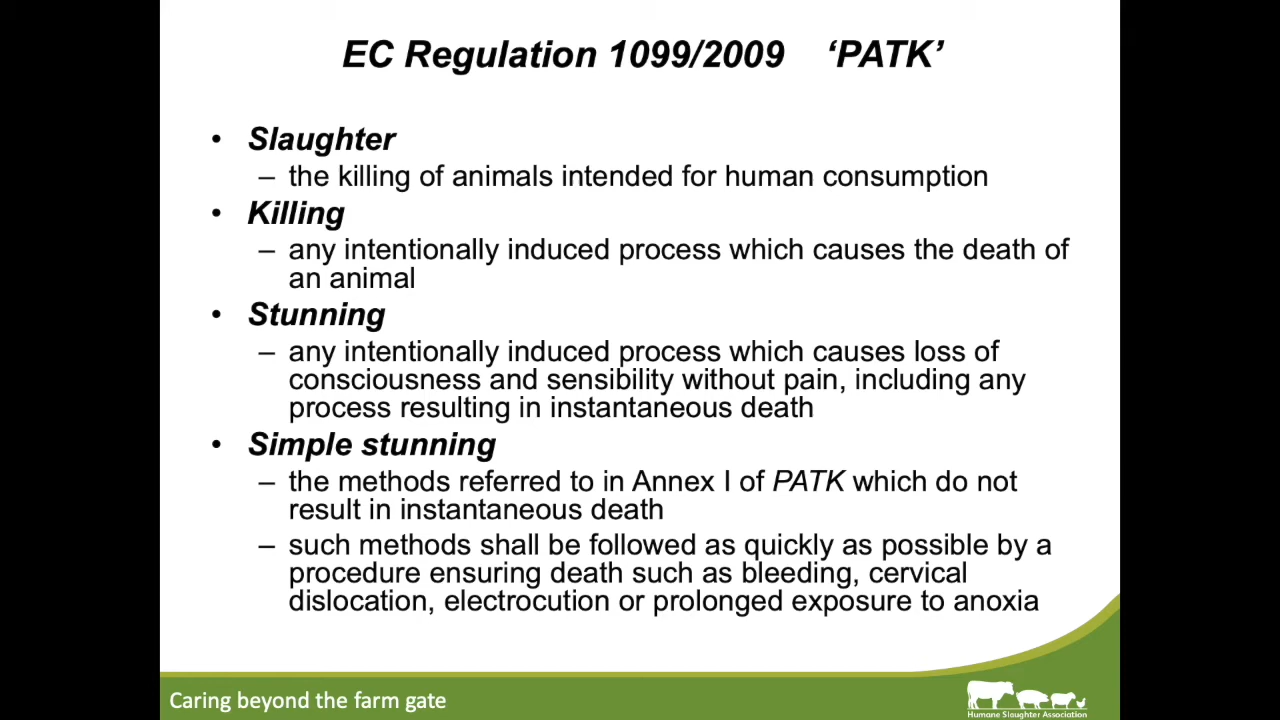 EC Regulation 1099/2009 ‘PATK’
• Slaughter
– the killing of animals intended for human consumption
• Killing
– any intentionally induced process which causes the death of
an animal
• Stunning
– any intentionally induced process which causes loss of
consciousness and sensibility without pain, including any
process resulting in instantaneous death
• Simple stunning
– the methods referred to in Annex I of PATK which do not
result in instantaneous death
– such methods shall be followed as quickly as possible by a
procedure ensuring death such as bleeding, cervical
dislocation, electrocution or prolonged exposure to anoxia
Caring beyond the farm gate
Humane Slaughter Association